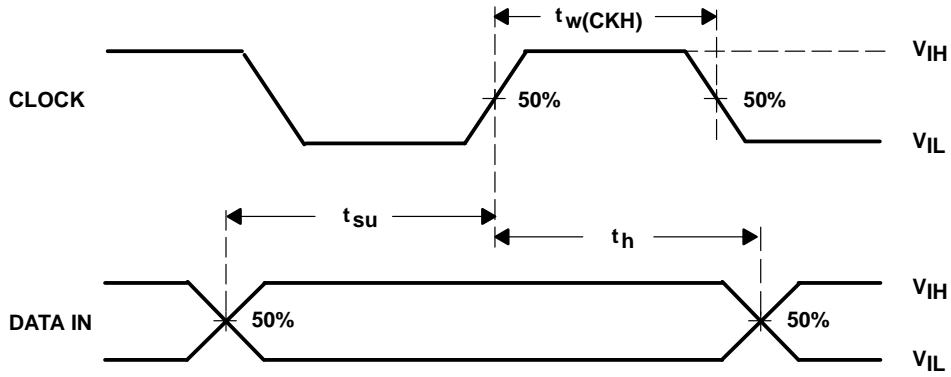 tw(CKH)
VIH
CLOCK
50%
50%
VIL
tsu
th
VIH
DATA IN
50%
50%
VIL